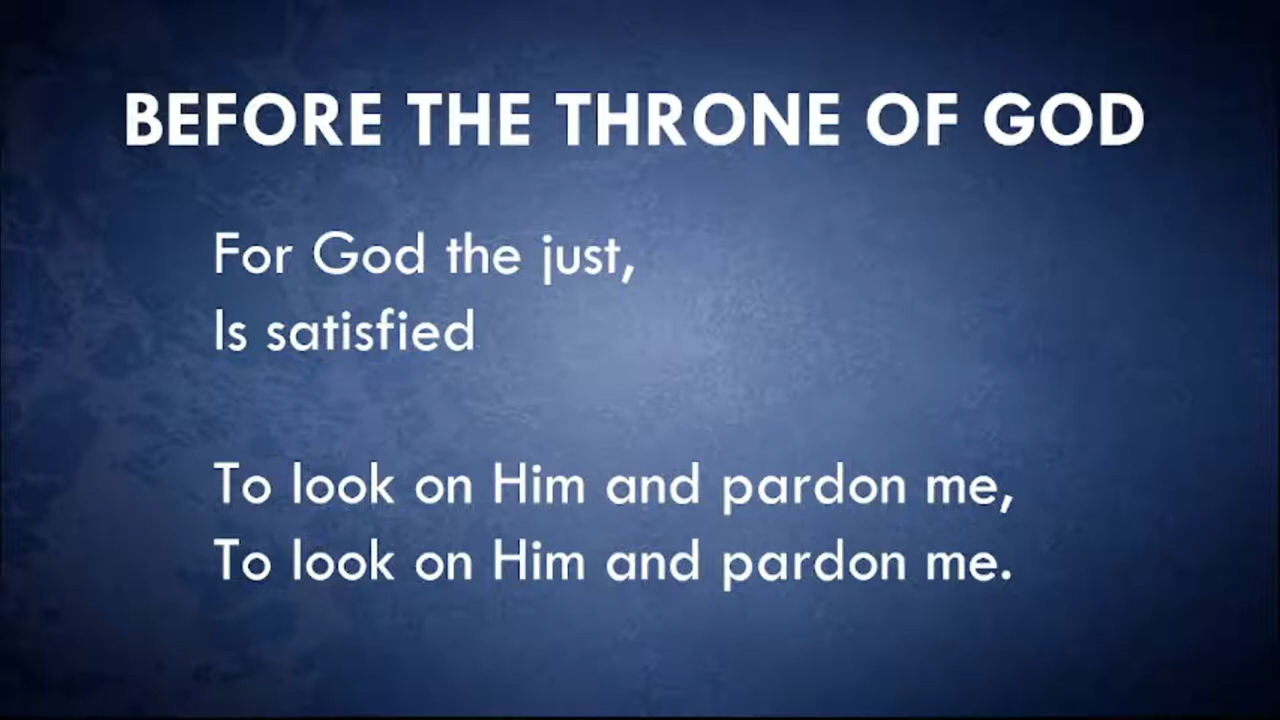 BEFORE THE THRONE OF GOD
For God the just,
Is satisfied
To look on Him and pardon me,
To look on Him and pardon me.